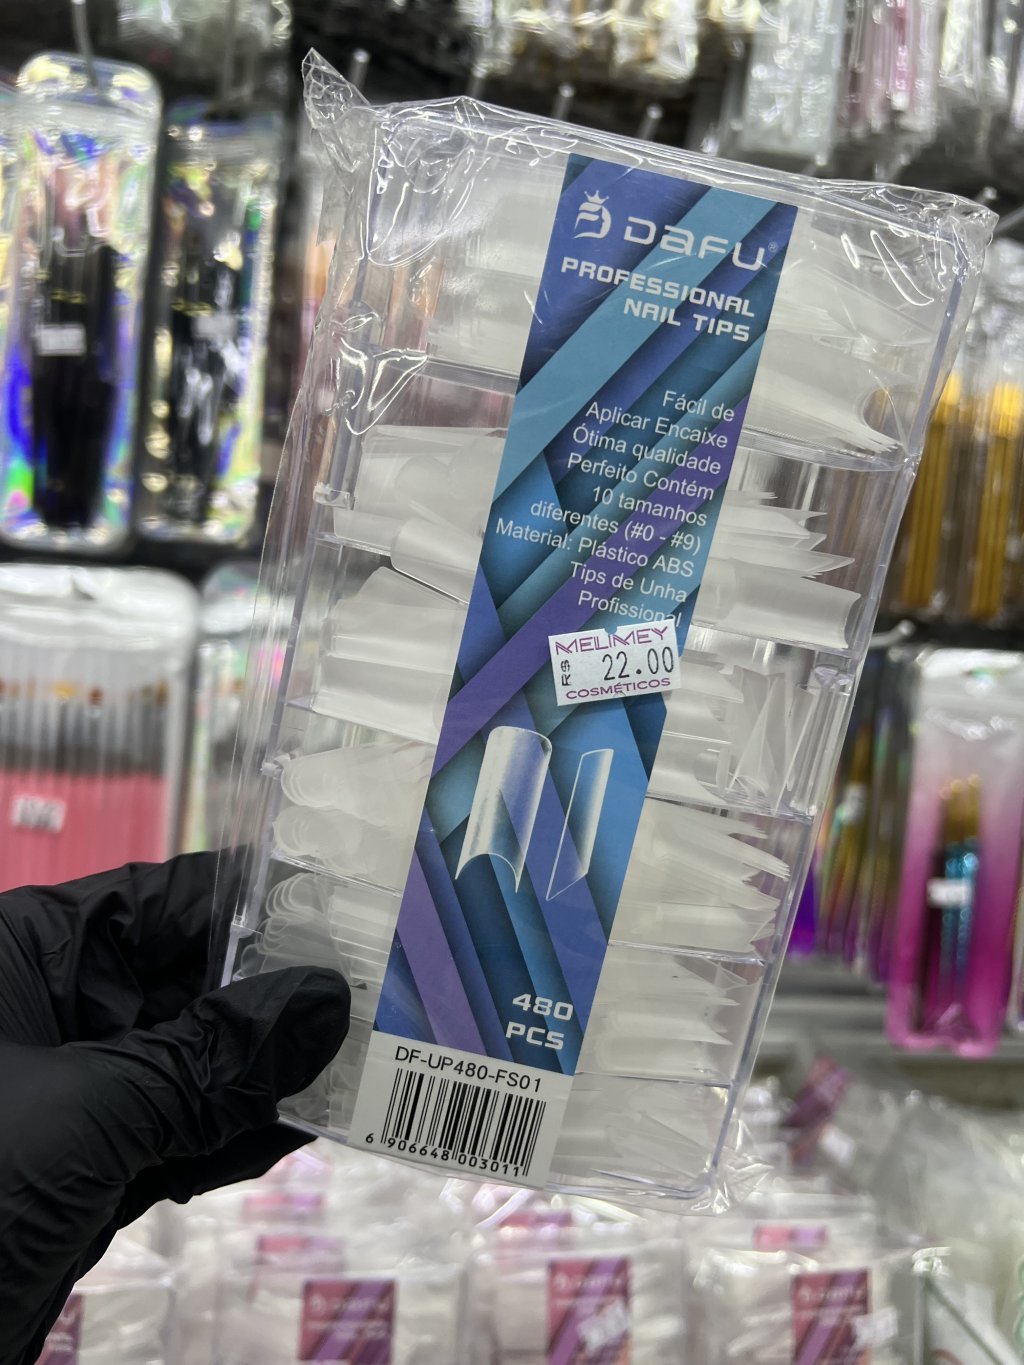 DaFU®
PROFESSIONAL
NAIL TIPS
Fácil de
Aplicar Encaixe
Ótima qualidade
Perfeito Contém
10 tamanhos
diferentes (#0 - #9)
Material: Plástico ABS
Tips de Unha
Profissional
MELIMEY
R$ 22.00
COSMÉTICOS
480
PCS
DF-UP480-FS01
6 906648 003011
DaFU